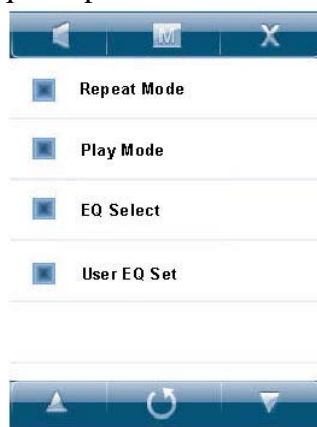 M X
Repeat Mode
Play Mode
EQ Select
User EQ Set